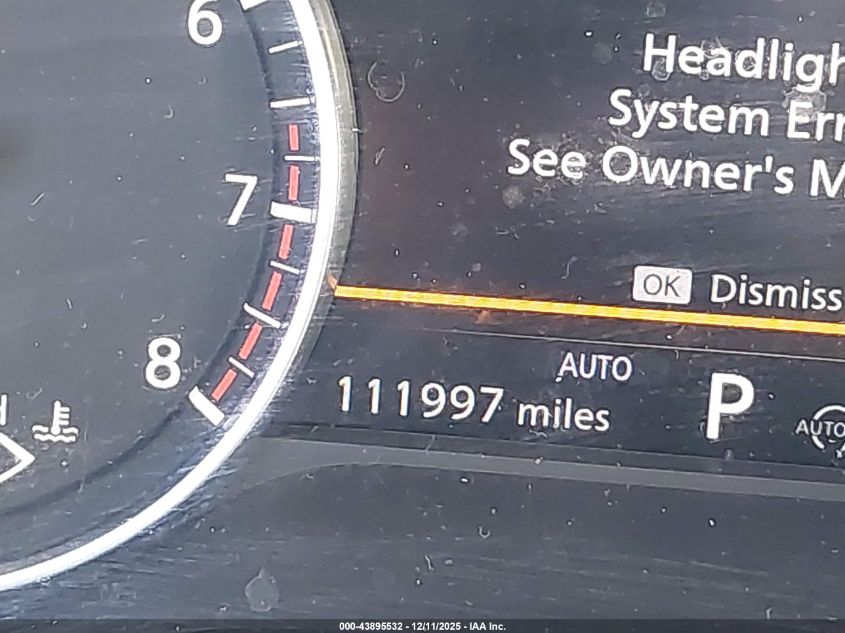 6
7
8
H
Headligh
System Err
See Owner's M
OK Dismiss
AUTO
111997 miles
P
AUTO
000-43895532 - 12/11/2025 - IAA Inc.